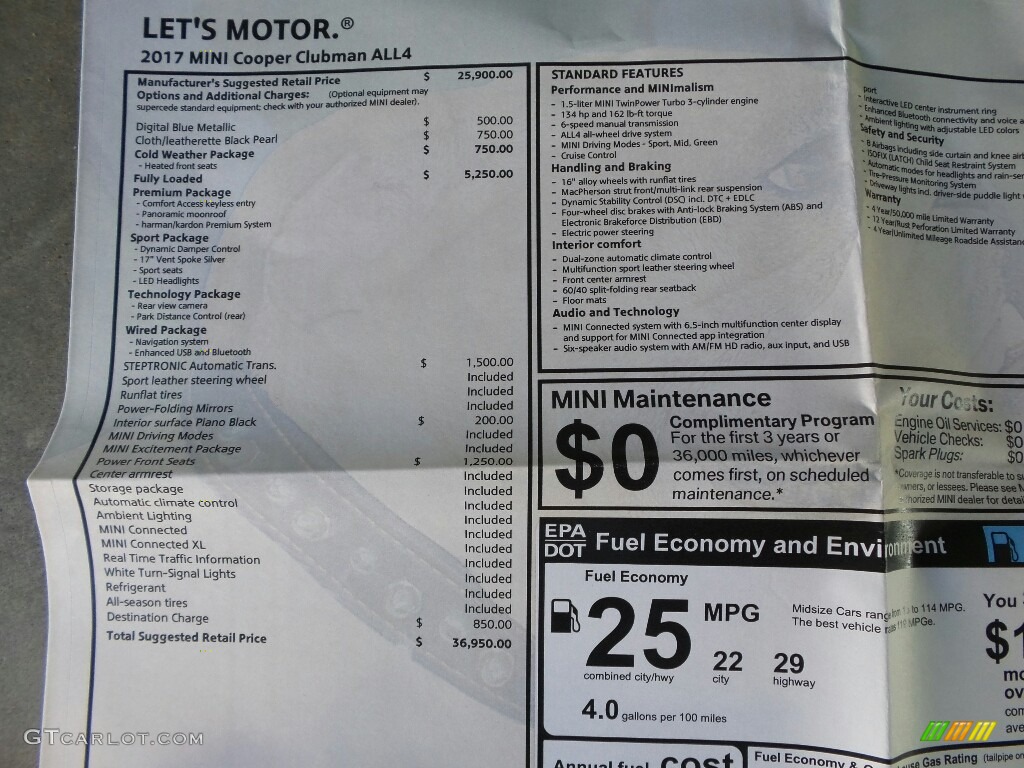 LET'S MOTOR.®
2017 MINI Cooper Clubman ALL4
Manufacturer's Suggested Retail Price $ 25,900.00
Options and Additional Charges: (Optional equipment may
supercede standard equipment; check with your authorized MINI dealer).
Digital Blue Metallic $ 500.00
Cloth/leatherette Black Pearl $ 750.00
Cold Weather Package $ 750.00
- Heated front seats
Fully Loaded $ 5,250.00
Premium Package
- Comfort Access keyless entry
- Panoramic moonroof
- harman/kardon Premium System
Sport Package
- Dynamic Damper Control
- 17" Vent Spoke Silver
- Sport seats
- LED Headlights
Technology Package
- Rear view camera
- Park Distance Control (rear)
Wired Package
- Navigation system
- Enhanced USB and Bluetooth
STEPTRONIC Automatic Trans. $ 1,500.00
Sport leather steering wheel Included
Runflat tires Included
Power-Folding Mirrors Included
Interior surface Piano Black $ 200.00
MINI Driving Modes Included
MINI Excitement Package Included
Power Front Seats $ 1,250.00
Center armrest Included
Storage package Included
Automatic climate control Included
Ambient Lighting Included
MINI Connected Included
MINI Connected XL Included
Real Time Traffic Information Included
White Turn-Signal Lights Included
Refrigerant Included
All-season tires Included
Destination Charge $ 850.00
Total Suggested Retail Price $ 36,950.00
STANDARD FEATURES
Performance and MINImalism
- 1.5-liter MINI TwinPower Turbo 3-cylinder engine
- 134 hp and 162 lb-ft torque
- 6-speed manual transmission
- ALL4 all-wheel drive system
- MINI Driving Modes - Sport, Mid, Green
- Cruise Control
Handling and Braking
- 16" alloy wheels with runflat tires
- MacPherson strut front/multi-link rear suspension
- Dynamic Stability Control (DSC) incl. DTC + EDLC
- Four-wheel disc brakes with Anti-lock Braking System (ABS) and
Electronic Brakeforce Distribution (EBD)
- Electric power steering
Interior comfort
- Dual-zone automatic climate control
- Multifunction sport leather steering wheel
- Front center armrest
- 60/40 split-folding rear seatback
- Floor mats
Audio and Technology
- MINI Connected system with 6.5-inch multifunction center display
and support for MINI Connected app integration
- Six-speaker audio system with AM/FM HD radio, aux input, and USB
port
- Interactive LED center instrument ring
- Enhanced Bluetooth connectivity and voice
- Ambient lighting with adjustable LED colors
Safety and Security
- 8 Airbags including side curtain and knee
- ISOFIX (LATCH) Child Seat Restraint System
- Automatic modes for headlights and
- Tire-Pressure Monitoring System
- Driveway lights incl. driver-side puddle light
Warranty
- 4 Year/50,000 mile Limited Warranty
- 12 Year/Rust Perforation Limited Warranty
- 4 Year/Unlimited Mileage Roadside
MINI Maintenance
$0 Complimentary Program
For the first 3 years or
36,000 miles, whichever
comes first, on scheduled
maintenance.*
Your Costs:
Engine Oil Services: $0
Vehicle Checks: $0
Spark Plugs: $0
*Coverage is not transferable to
or lessees. Please see
MINI dealer for
EPA
DOT Fuel Economy and Environment
Fuel Economy
25 MPG
combined city/hwy
22 city
29 highway
4.0 gallons per 100 miles
Midsize Cars range to 114 MPG.
The best vehicle MPGe.
You
Annual fuel cost
Fuel Economy &
Gas Rating (tailpipe
GTCARLOT.COM